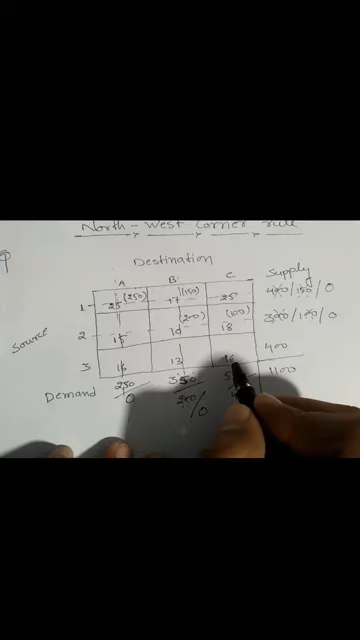 North-West Corner rule
Q
Destination
A B C Supply
1 25 (250) 17 (150) 25 400/150/0
Source 2 15 10 (200) 18 (100) 300/100/0
3 16 13 400
Demand 250 350 1100
0 200/0